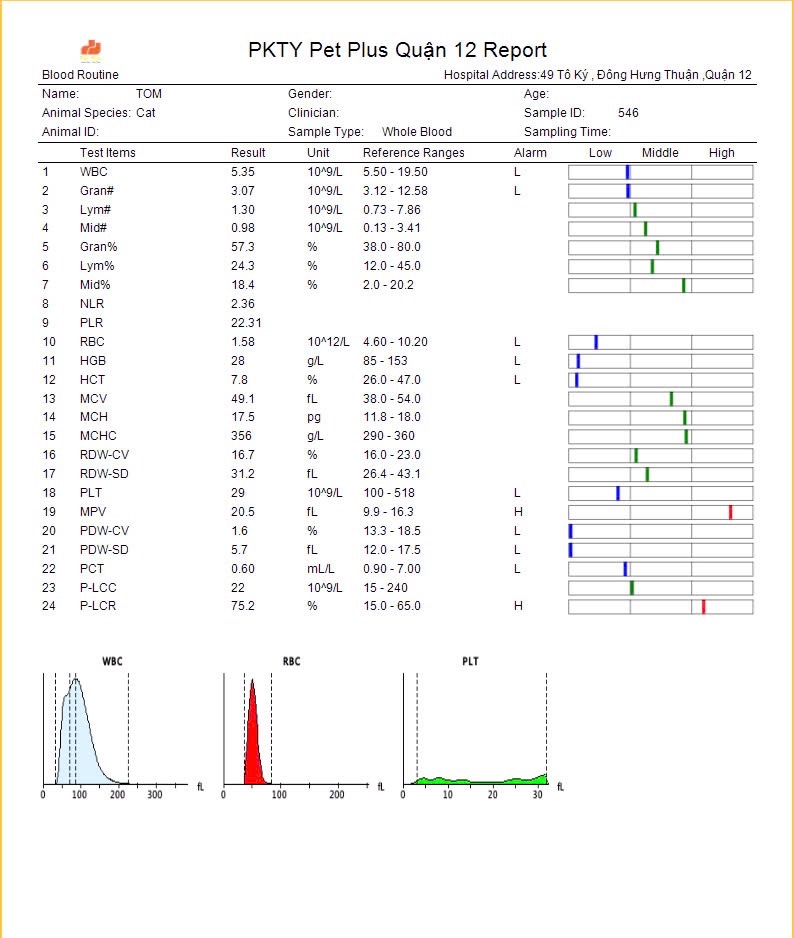 PKTY Pet Plus Quận 12 Report
Blood Routine Hospital Address:49 Tô Ký , Đông Hưng Thuận ,Quận 12
Name: TOM Gender: Age:
Animal Species: Cat Clinician: Sample ID: 546
Animal ID: Sample Type: Whole Blood Sampling Time:
Test Items Result Unit Reference Ranges Alarm Low Middle High
1 WBC 5.35 10^9/L 5.50 - 19.50 L
2 Gran# 3.07 10^9/L 3.12 - 12.58 L
3 Lym# 1.30 10^9/L 0.73 - 7.86
4 Mid# 0.98 10^9/L 0.13 - 3.41
5 Gran% 57.3 % 38.0 - 80.0
6 Lym% 24.3 % 12.0 - 45.0
7 Mid% 18.4 % 2.0 - 20.2
8 NLR 2.36
9 PLR 22.31
10 RBC 1.58 10^12/L 4.60 - 10.20 L
11 HGB 28 g/L 85 - 153 L
12 HCT 7.8 % 26.0 - 47.0 L
13 MCV 49.1 fL 38.0 - 54.0
14 MCH 17.5 pg 11.8 - 18.0
15 MCHC 356 g/L 290 - 360
16 RDW-CV 16.7 % 16.0 - 23.0
17 RDW-SD 31.2 fL 26.4 - 43.1
18 PLT 29 10^9/L 100 - 518 L
19 MPV 20.5 fL 9.9 - 16.3 H
20 PDW-CV 1.6 % 13.3 - 18.5 L
21 PDW-SD 5.7 fL 12.0 - 17.5 L
22 PCT 0.60 mL/L 0.90 - 7.00 L
23 P-LCC 22 10^9/L 15 - 240
24 P-LCR 75.2 % 15.0 - 65.0 H
WBC RBC PLT
fL fL fL
0 100 200 300 0 100 200 0 10 20 30